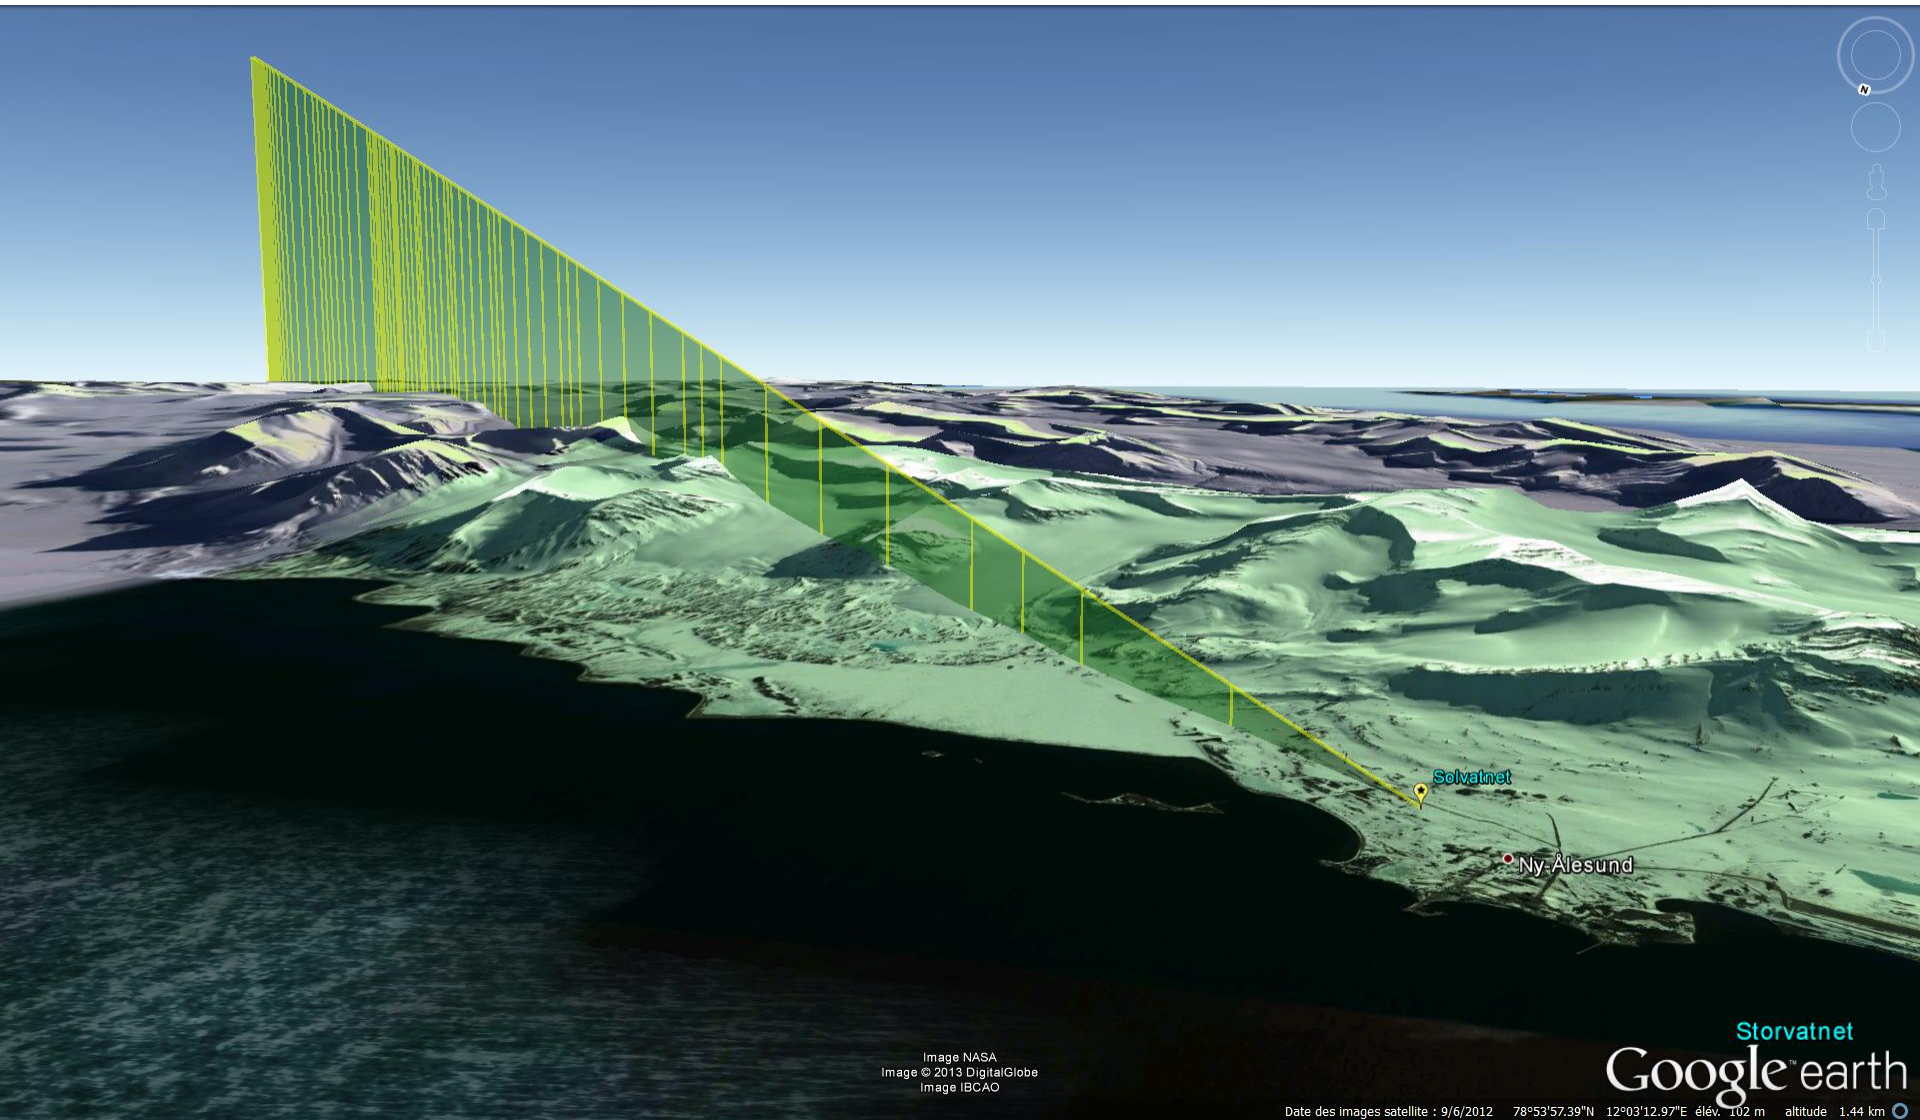 N
Solvatnet
Ny-Ålesund
Storvatnet
Google™ earth
Image NASA
Image © 2013 DigitalGlobe
Image IBCAO
Date des images satellite : 9/6/2012 78°53'57.39"N 12°03'12.97"E élév. 102 m altitude 1.44 km